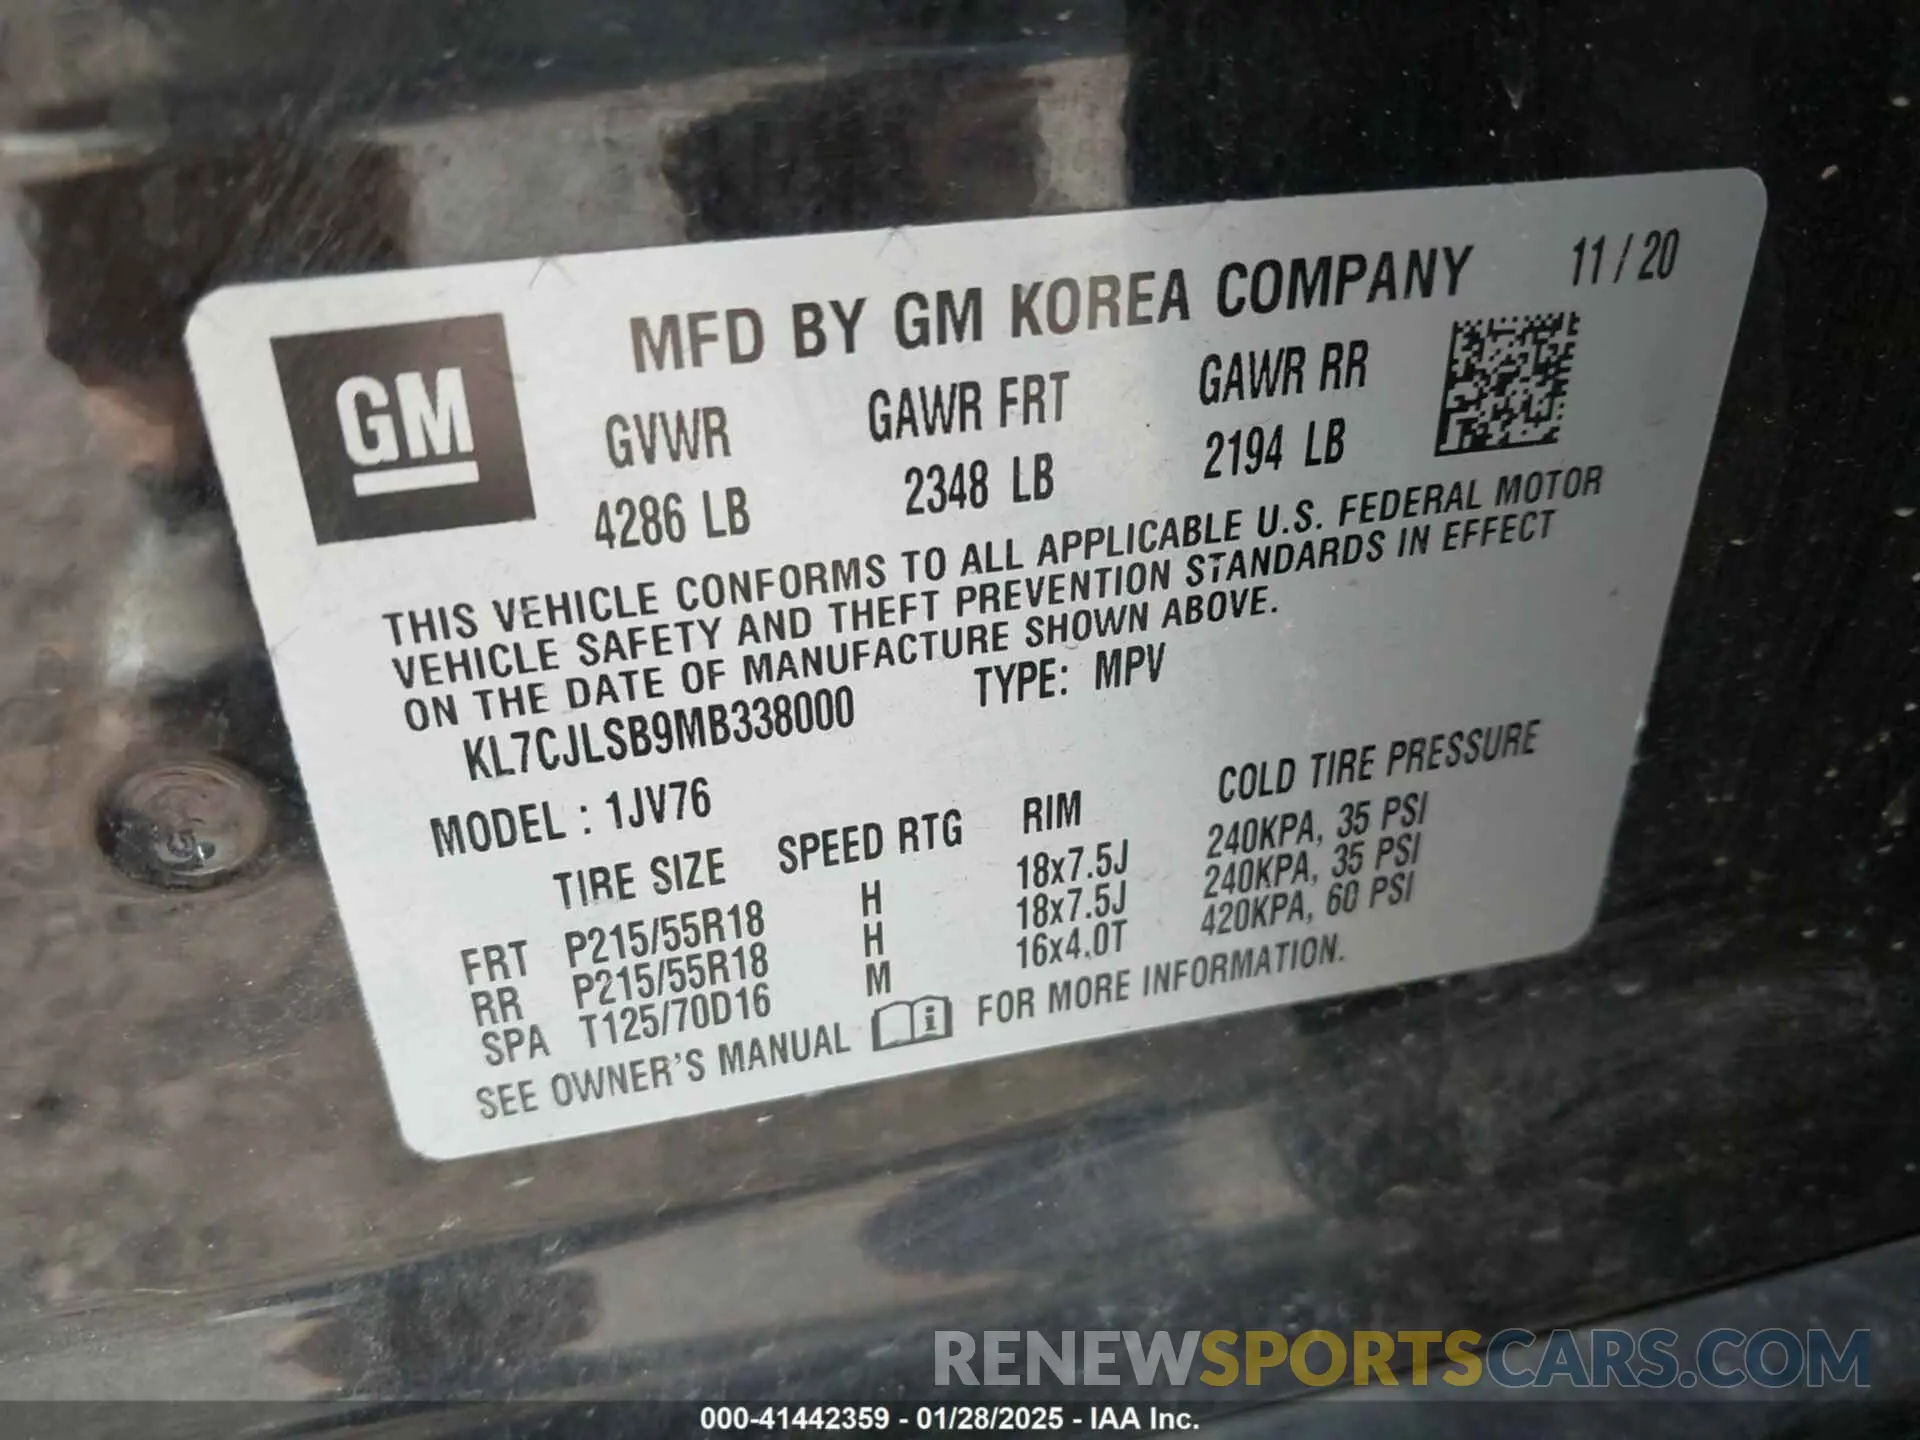 GM
MFD BY GM KOREA COMPANY 11 / 20
GVWR GAWR FRT GAWR RR
4286 LB 2348 LB 2194 LB
THIS VEHICLE CONFORMS TO ALL APPLICABLE U.S. FEDERAL MOTOR
VEHICLE SAFETY AND THEFT PREVENTION STANDARDS IN EFFECT
ON THE DATE OF MANUFACTURE SHOWN ABOVE.
KL7CJLSB9MB338000 TYPE: MPV
MODEL : 1JV76
TIRE SIZE SPEED RTG RIM COLD TIRE PRESSURE
FRT P215/55R18 H 18x7.5J 240KPA, 35 PSI
RR P215/55R18 H 18x7.5J 240KPA, 35 PSI
SPA T125/70D16 M 16x4.0T 420KPA, 60 PSI
SEE OWNER'S MANUAL i FOR MORE INFORMATION.
RENEWSPORTSCARS.COM
000-41442359 - 01/28/2025 - IAA Inc.